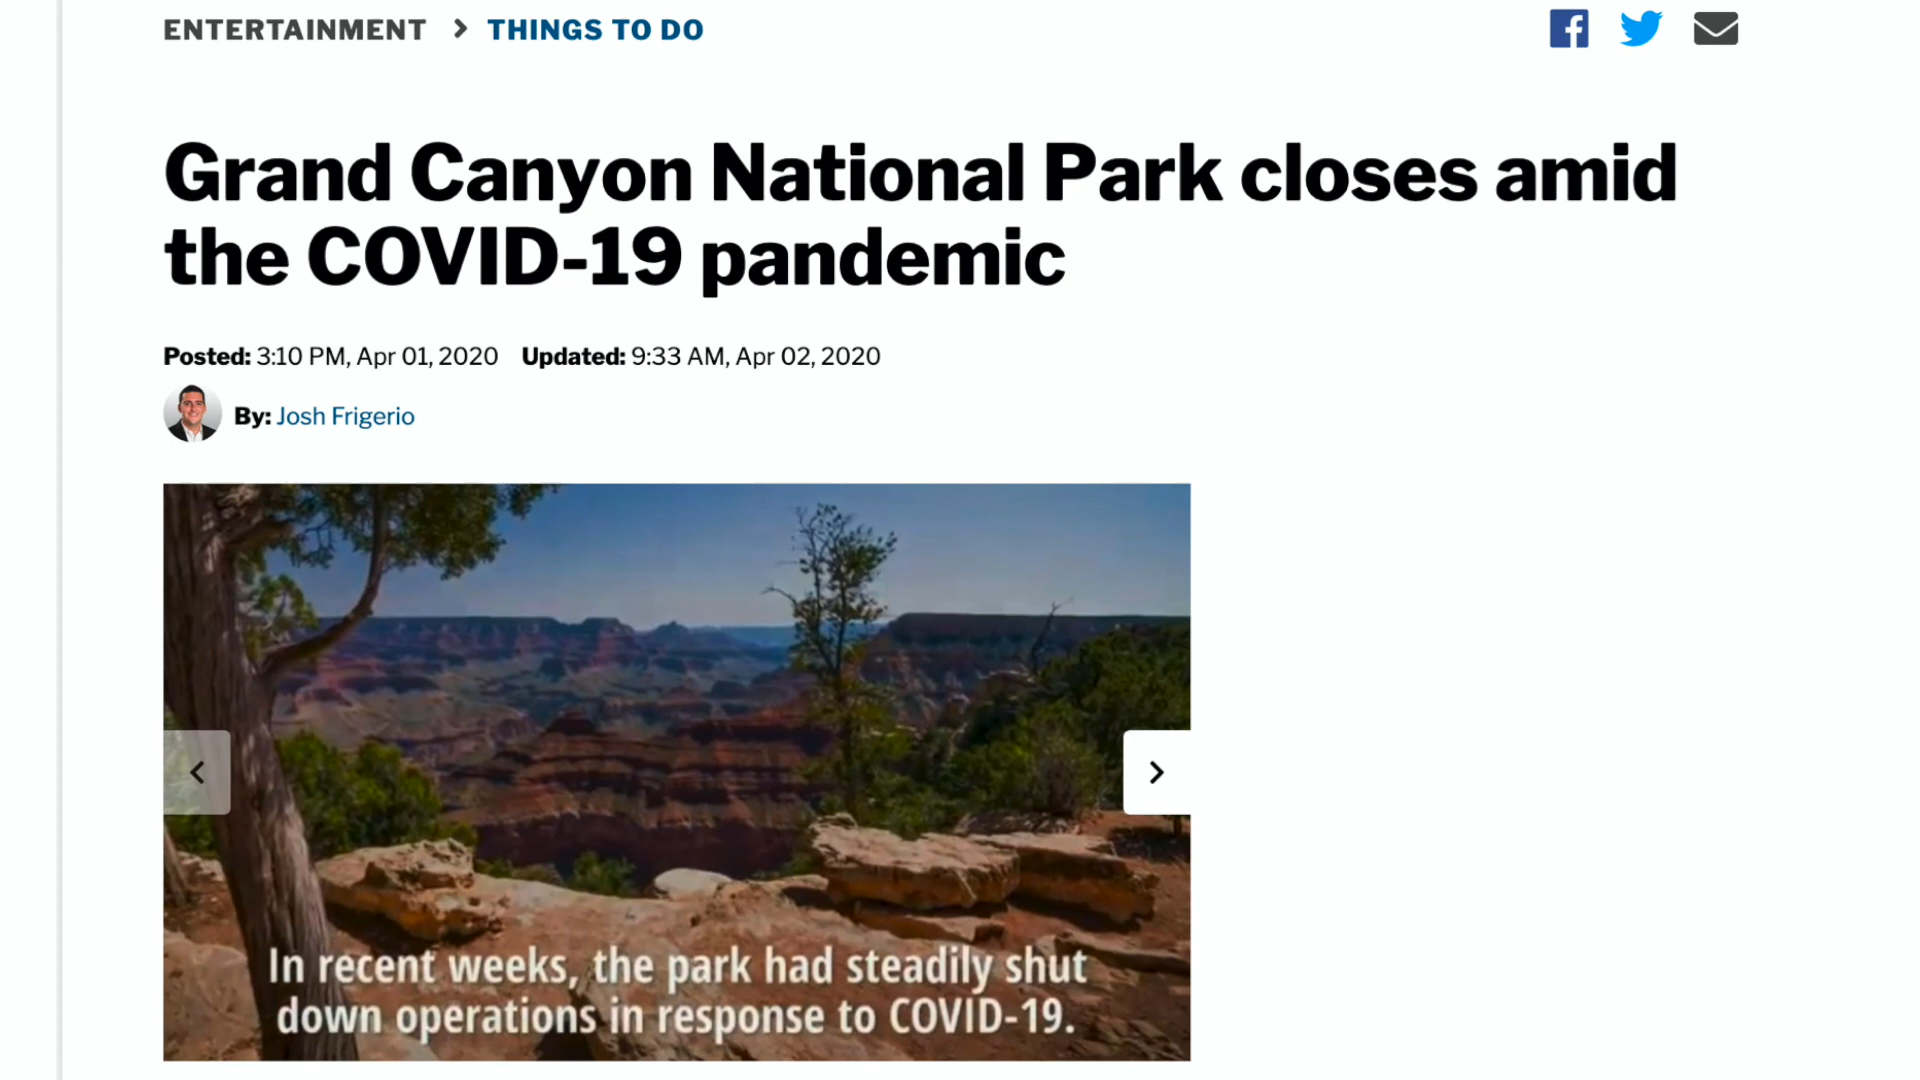 ENTERTAINMENT > THINGS TO DO
Grand Canyon National Park closes amid
the COVID-19 pandemic
Posted: 3:10 PM, Apr 01, 2020 Updated: 9:33 AM, Apr 02, 2020
By: Josh Frigerio
In recent weeks, the park had steadily shut
down operations in response to COVID-19.